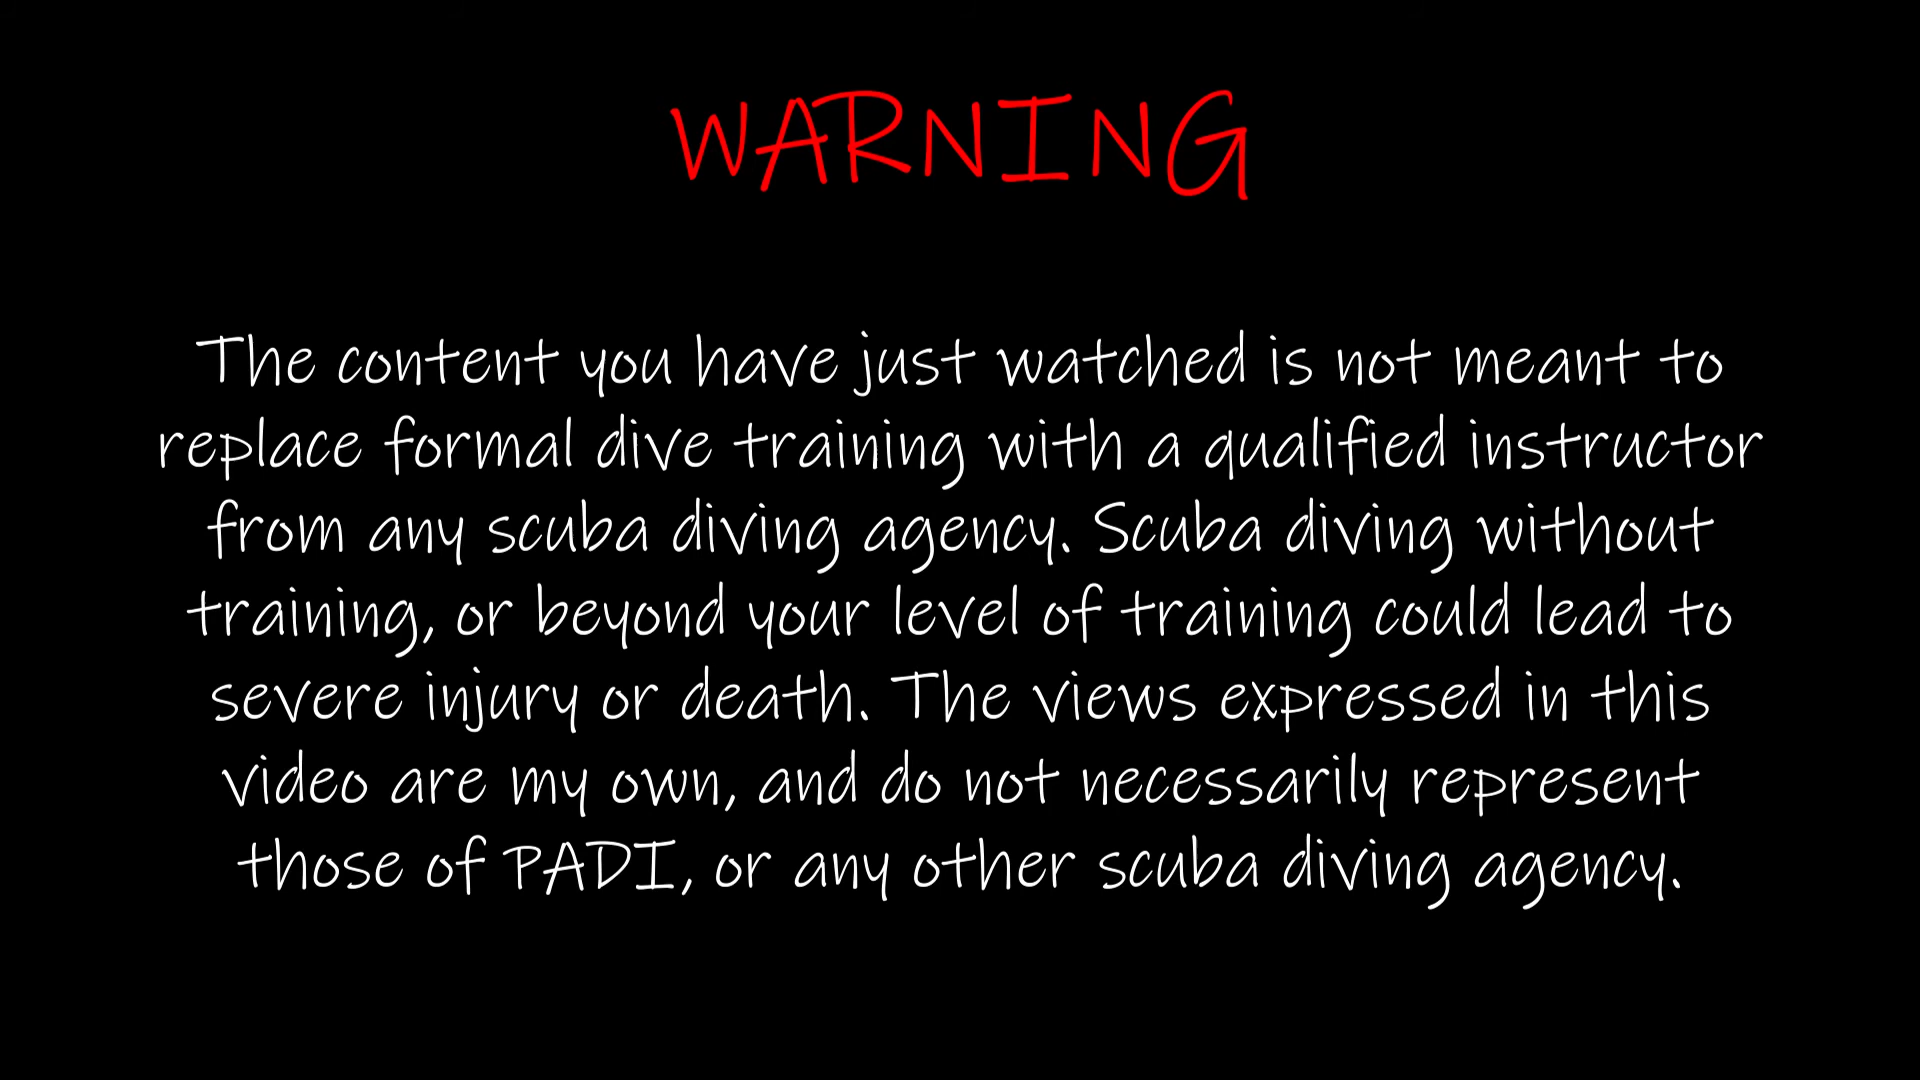 WARNING
The content you have just watched is not meant to
replace formal dive training with a qualified instructor
from any scuba diving agency. Scuba diving without
training, or beyond your level of training could lead to
severe injury or death. The views expressed in this
video are my own, and do not necessarily represent
those of PADI, or any other scuba diving agency.